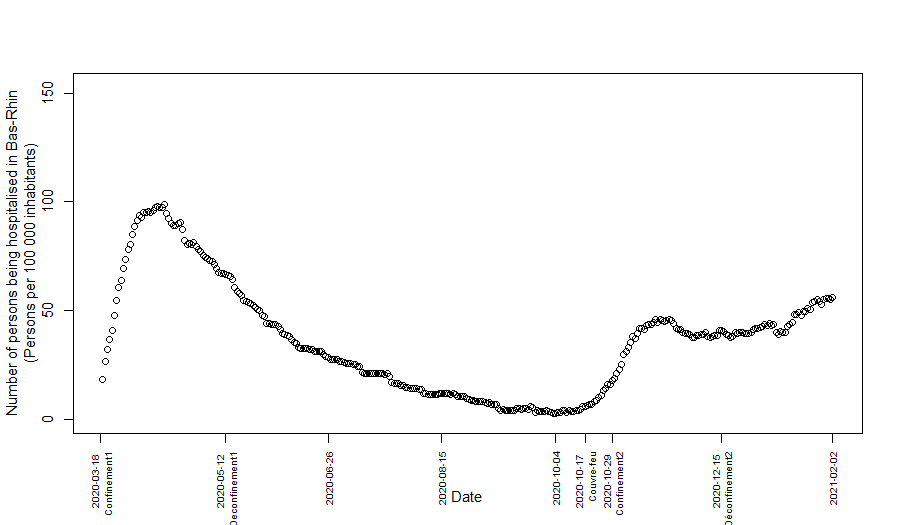 Number of persons being hospitalised in Bas-Rhin
(Persons per 100 000 inhabitants)
150
100
50
0
2020-03-18
Confinement1
2020-05-12
Déconfinement1
2020-06-26
2020-08-15
2020-10-04
2020-10-17
Couvre-feu
2020-10-29
Confinement2
2020-12-15
Déconfinement2
2021-02-02
Date